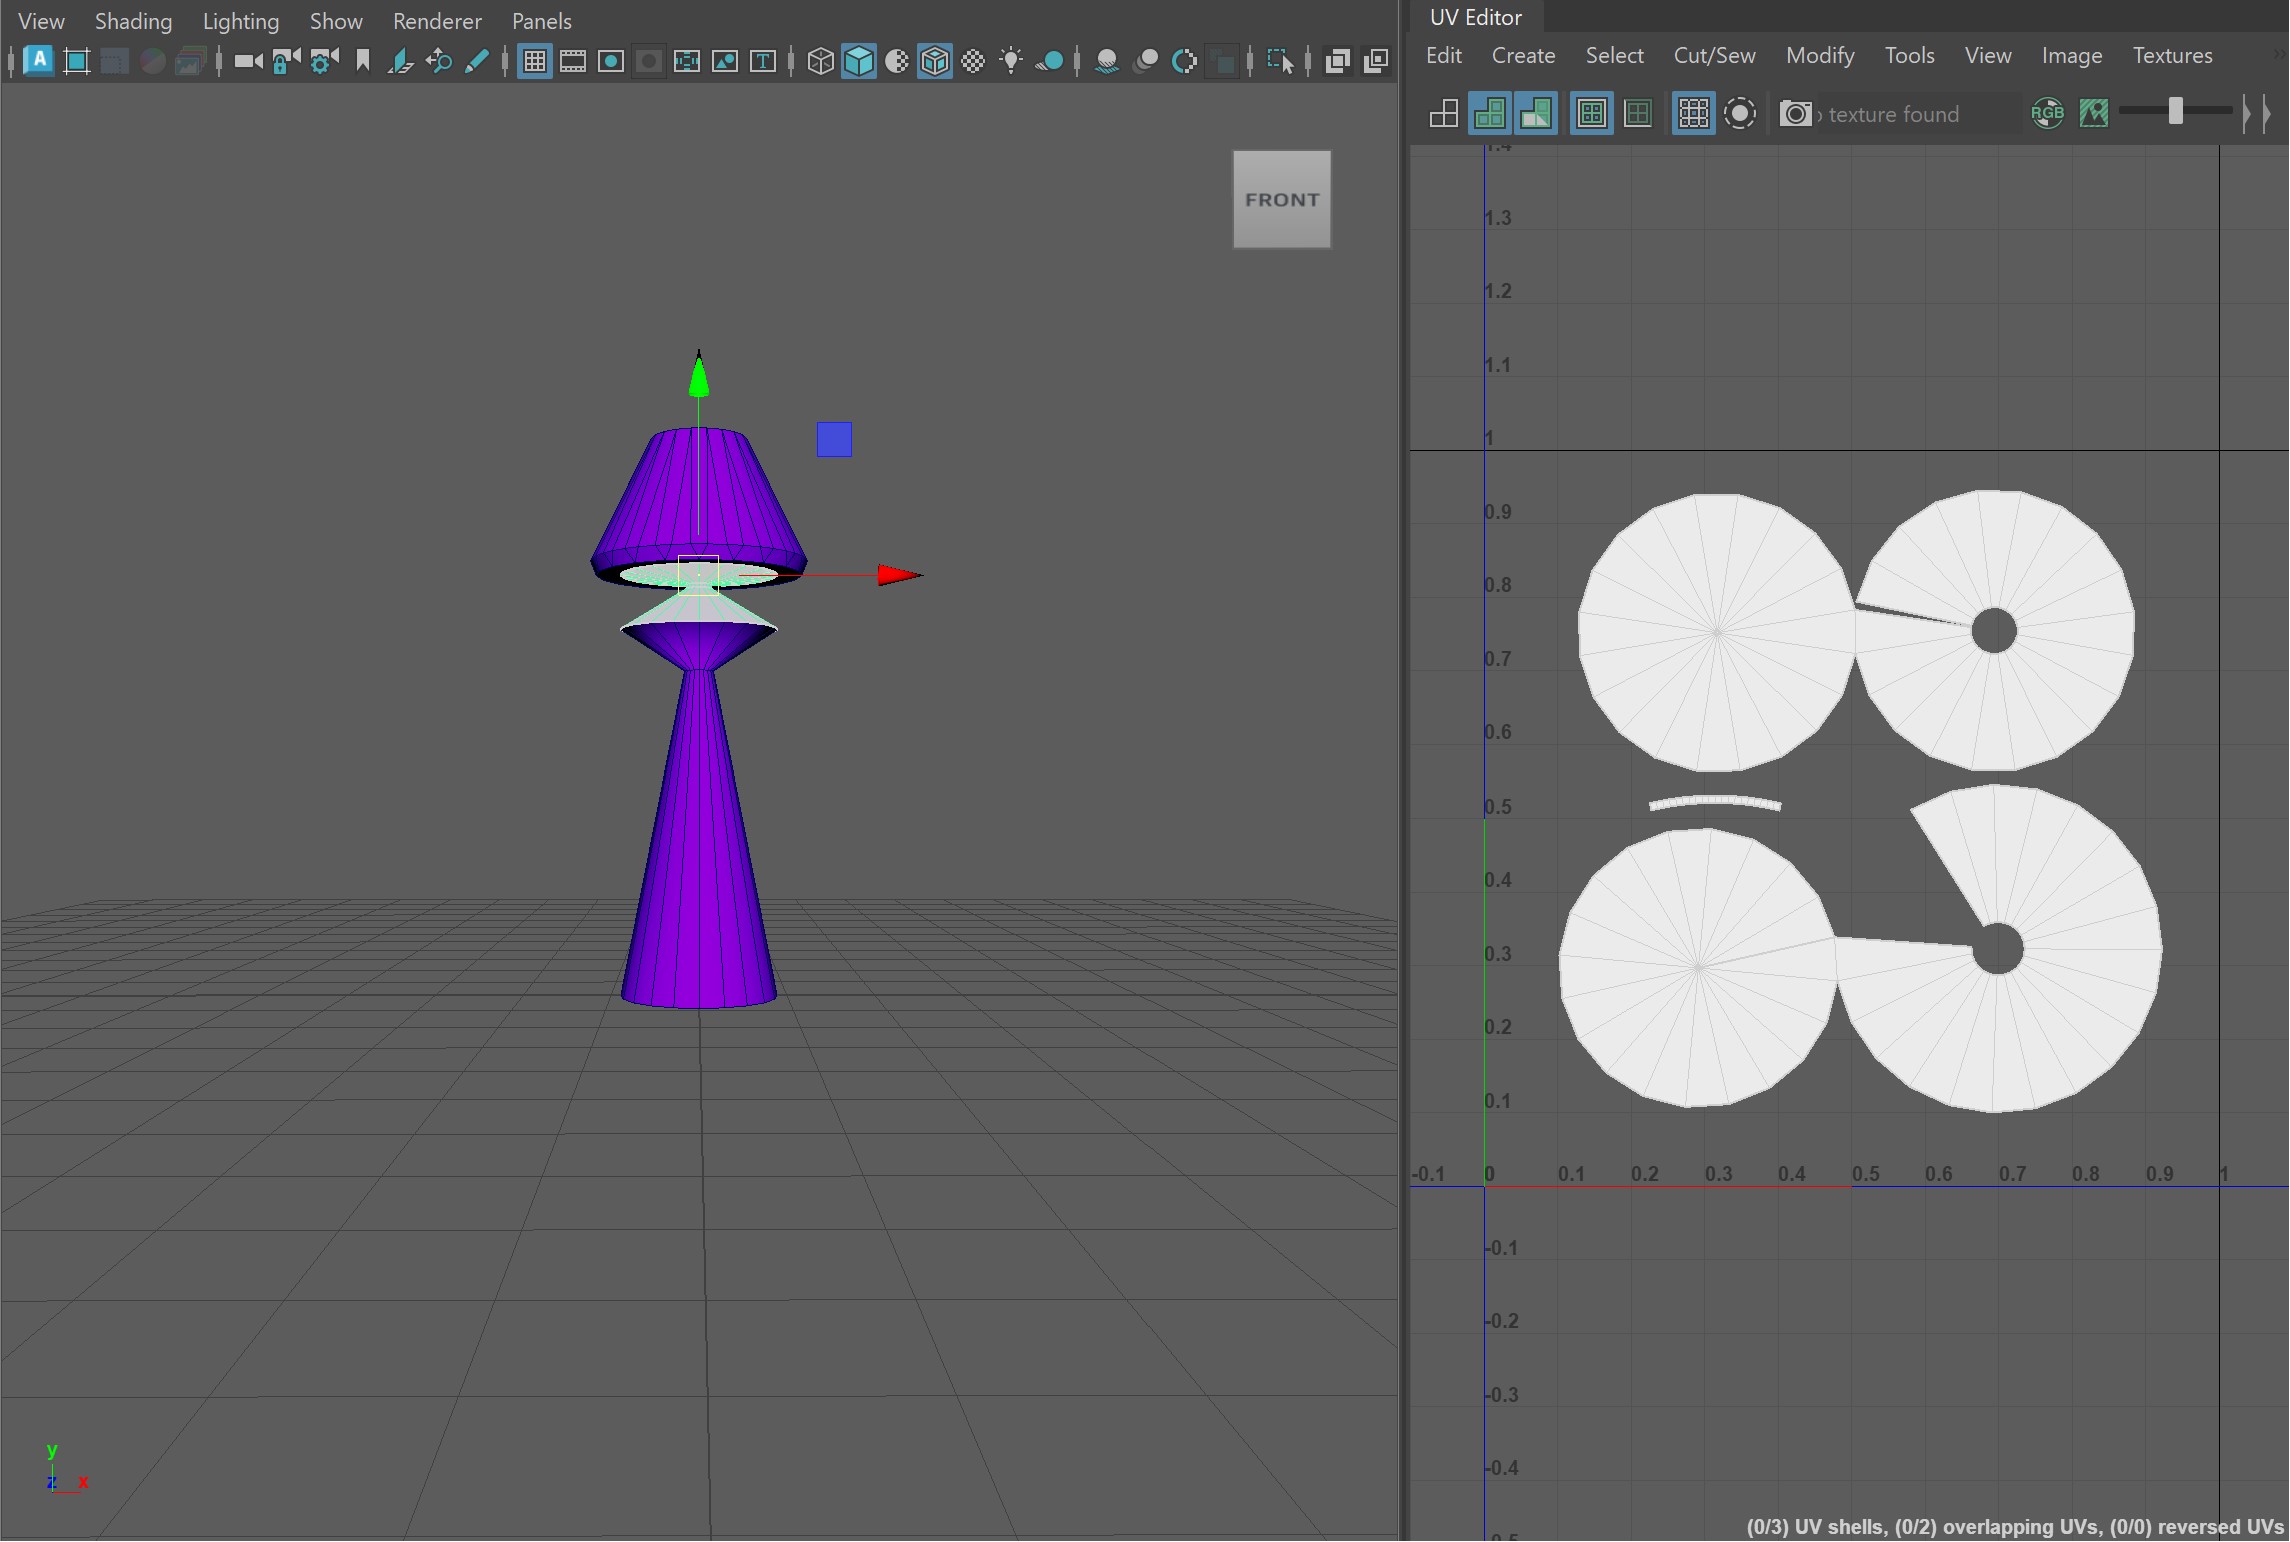 View Shading Lighting Show Renderer Panels
A
T
FRONT
y
z x
UV Editor
Edit Create Select Cut/Sew Modify Tools View Image Textures
texture found
RGB
1.4
1.3
1.2
1.1
1
0.9
0.8
0.7
0.6
0.5
0.4
0.3
0.2
0.1
-0.1 0 0.1 0.2 0.3 0.4 0.5 0.6 0.7 0.8 0.9 1
-0.1
-0.2
-0.3
-0.4
-0.5
(0/3) UV shells, (0/2) overlapping UVs, (0/0) reversed UVs